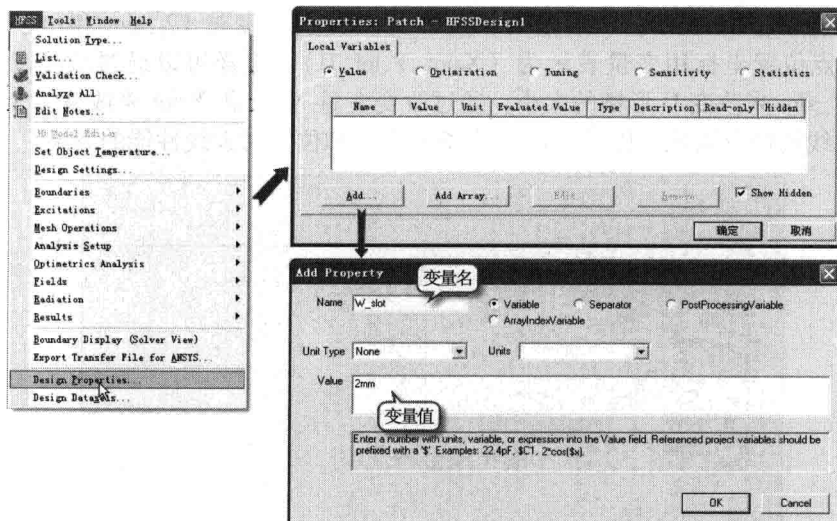 HFSS Tools Window Help
Solution Type...
List...
Validation Check...
Analyze All
Edit Notes...
3D Model Editor
Set Object Temperature...
Design Settings...
Boundaries
Excitations
Mesh Operations
Analysis Setup
Optimetrics Analysis
Fields
Radiation
Results
Boundary Display (Solver View)
Export Transfer File for ANSYS...
Design Properties...
Design Datasets...
Properties: Patch - HFSSDesign1
Local Variables
Value Optimization Tuning Sensitivity Statistics
Name Value Unit Evaluated Value Type Description Read-only Hidden
Add... Add Array... Edit... Remove Show Hidden
确定 取消
Add Property
变量名
Name W_slot Variable Separator PostProcessingVariable
ArrayIndexVariable
Unit Type None Units
Value 2mm
变量值
Enter a number with units, variable, or expression into the Value field. Referenced project variables should be
prefixed with a '$'. Examples: 22.4pF, $C1, 2*cos($x).
OK Cancel